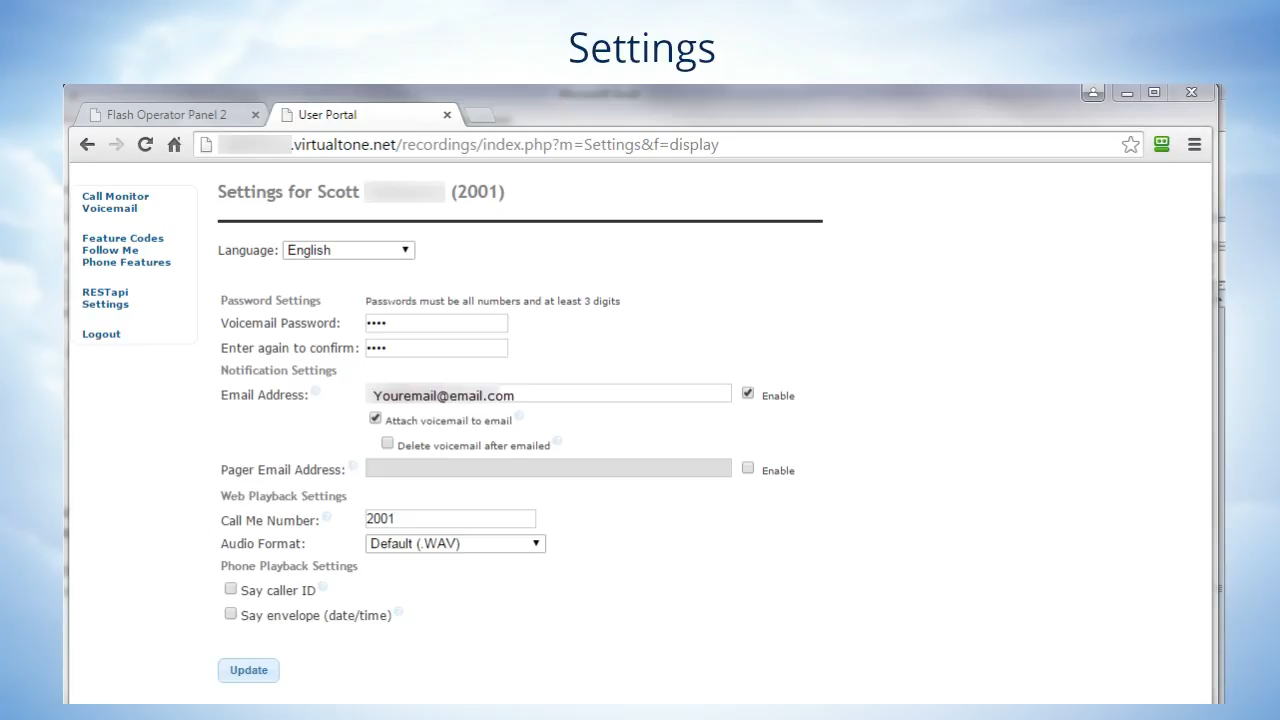 Settings
Flash Operator Panel 2
User Portal
.virtualtone.net/recordings/index.php?m=Settings&f=display
Call Monitor
Voicemail
Feature Codes
Follow Me
Phone Features
RESTapi
Settings
Logout
Settings for Scott (2001)
Language: English
Password Settings Passwords must be all numbers and at least 3 digits
Voicemail Password: ••••
Enter again to confirm: ••••
Notification Settings
Email Address: Youremail@email.com Enable
Attach voicemail to email
Delete voicemail after emailed
Pager Email Address: Enable
Web Playback Settings
Call Me Number: 2001
Audio Format: Default (.WAV)
Phone Playback Settings
Say caller ID
Say envelope (date/time)
Update